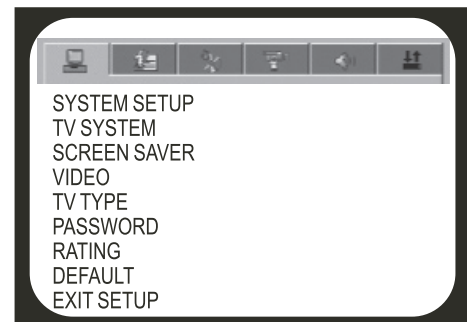 SYSTEM SETUP
TV SYSTEM
SCREEN SAVER
VIDEO
TV TYPE
PASSWORD
RATING
DEFAULT
EXIT SETUP